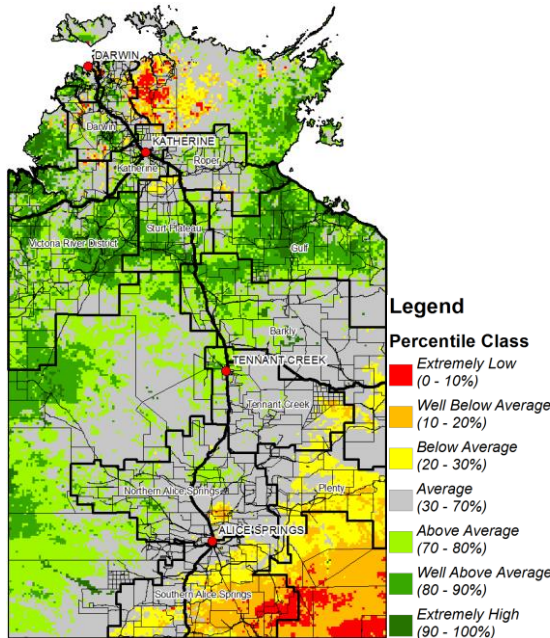 DARWIN
Darwin
KATHERINE
Katherine
Roper
Victoria River District
Sturt Plateau
Gulf
Barkly
TENNANT CREEK
Tennant Creek
Northern Alice Springs
Plenty
ALICE SPRINGS
Southern Alice Springs
Legend
Percentile Class
Extremely Low
(0 - 10%)
Well Below Average
(10 - 20%)
Below Average
(20 - 30%)
Average
(30 - 70%)
Above Average
(70 - 80%)
Well Above Average
(80 - 90%)
Extremely High
(90 - 100%)